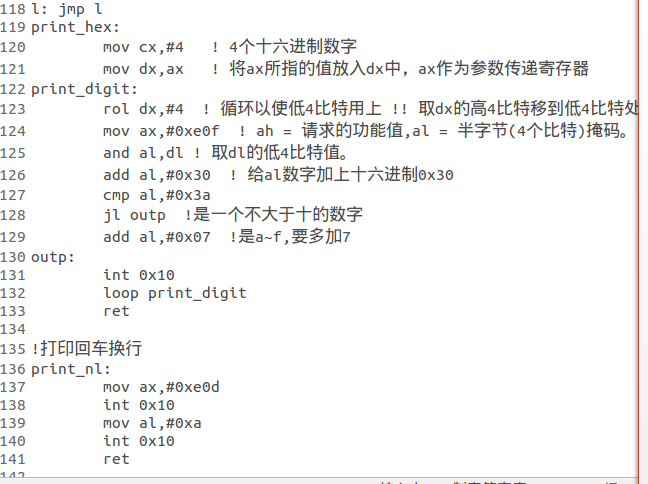 118 l: jmp l
119 print_hex:
120 mov cx,#4 ! 4个十六进制数字
121 mov dx,ax ! 将ax所指的值放入dx中，ax作为参数传递寄存器
122 print_digit:
123 rol dx,#4 ! 循环以使低4比特用上 !! 取dx的高4比特移到低4比特处
124 mov ax,#0xe0f ! ah = 请求的功能值,al = 半字节(4个比特)掩码。
125 and al,dl ! 取dl的低4比特值。
126 add al,#0x30 ! 给al数字加上十六进制0x30
127 cmp al,#0x3a
128 jl outp !是一个不大于十的数字
129 add al,#0x07 !是a~f,要多加7
130 outp:
131 int 0x10
132 loop print_digit
133 ret
134
135 !打印回车换行
136 print_nl:
137 mov ax,#0xe0d
138 int 0x10
139 mov al,#0xa
140 int 0x10
141 ret